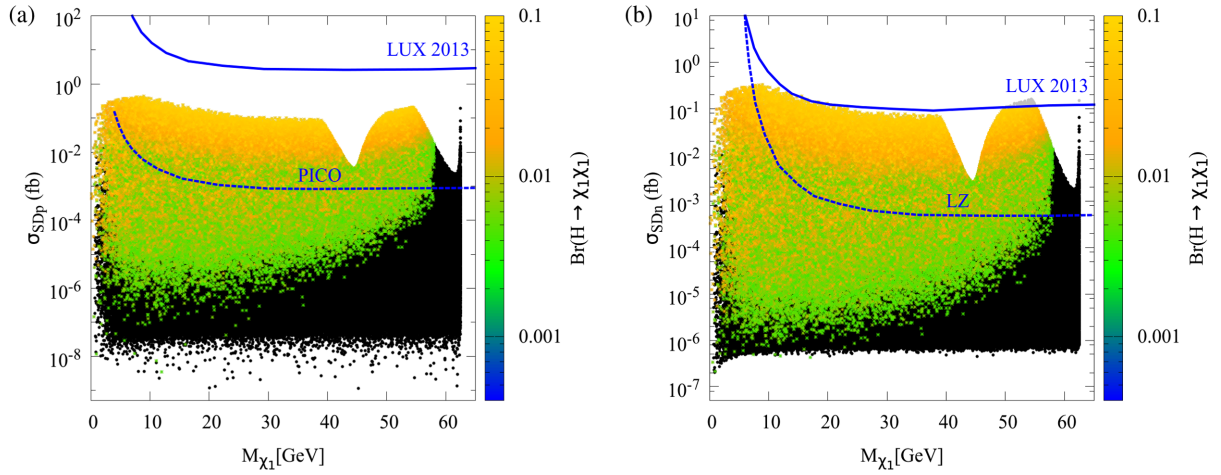 (a)
10²
10⁰
10⁻²
10⁻⁴
10⁻⁶
10⁻⁸
σSDp (fb)
LUX 2013
PICO
0 10 20 30 40 50 60
Mχ₁[GeV]
0.1
0.01
0.001
Br(H → χ₁χ₁)
(b)
10¹
10⁰
10⁻¹
10⁻²
10⁻³
10⁻⁴
10⁻⁵
10⁻⁶
10⁻⁷
σSDn (fb)
LUX 2013
LZ
0 10 20 30 40 50 60
Mχ₁[GeV]
0.1
0.01
0.001
Br(H → χ₁χ₁)